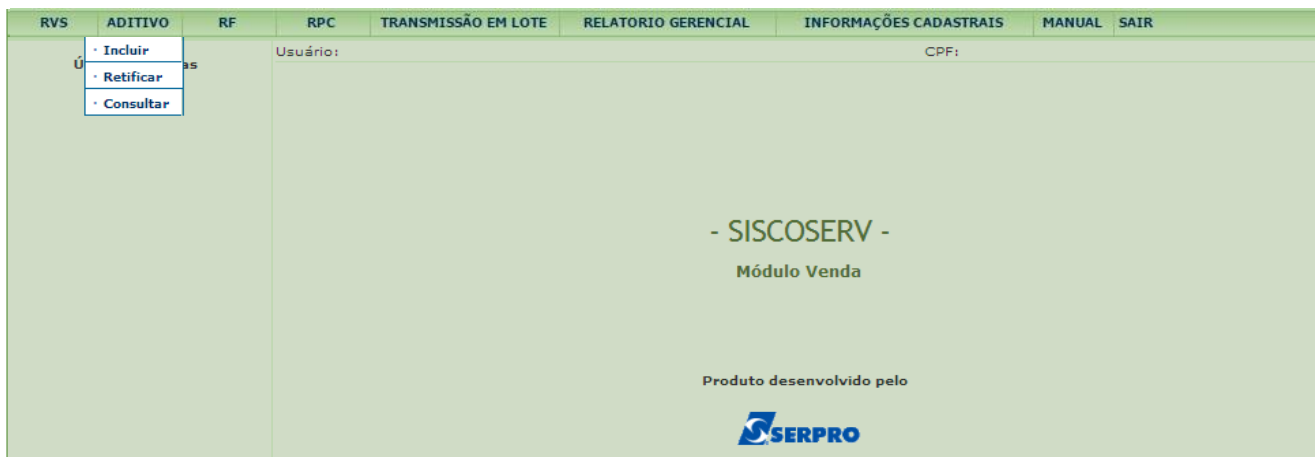 RVS ADITIVO RF RPC TRANSMISSÃO EM LOTE RELATORIO GERENCIAL INFORMAÇÕES CADASTRAIS MANUAL SAIR
· Incluir
· Retificar
· Consultar
Usuário: CPF:
- SISCOSERV -
Módulo Venda
Produto desenvolvido pelo
SERPRO